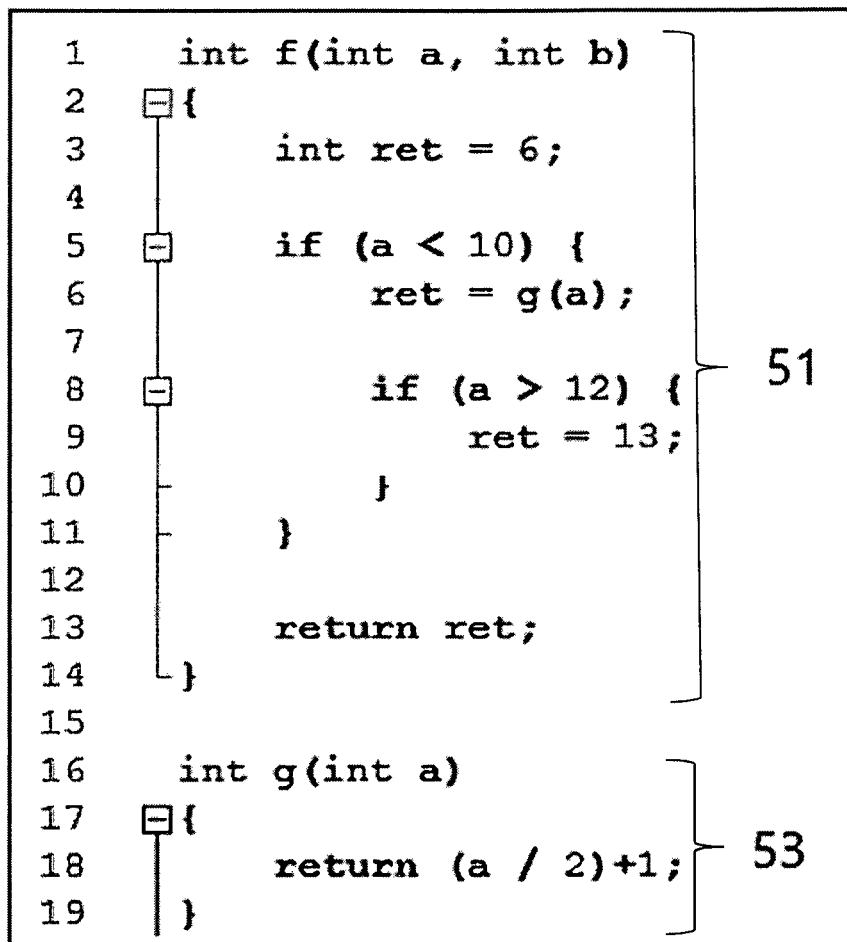 1 int f(int a, int b)
2 {
3 int ret = 6;
4
5 if (a < 10) {
6 ret = g(a);
7
8 if (a > 12) {
9 ret = 13;
10 }
11 }
12
13 return ret;
14 }
15
16 int g(int a)
17 {
18 return (a / 2)+1;
19 }
51
53